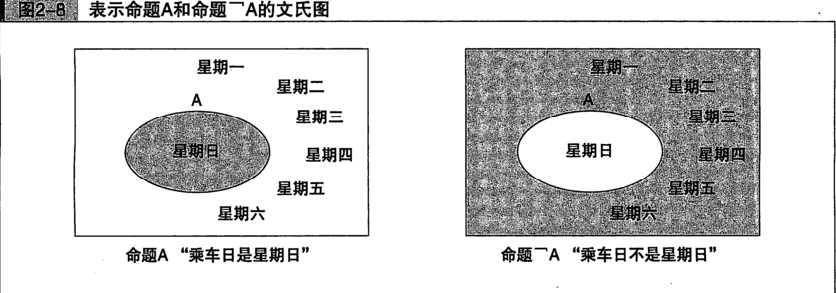 图2-8 表示命题A和命题￢A的文氏图
星期一
星期二
A
星期三
星期日
星期四
星期五
星期六
命题A “乘车日是星期日”
星期一
星期二
A
星期三
星期日
星期四
星期五
星期六
命题￢A “乘车日不是星期日”